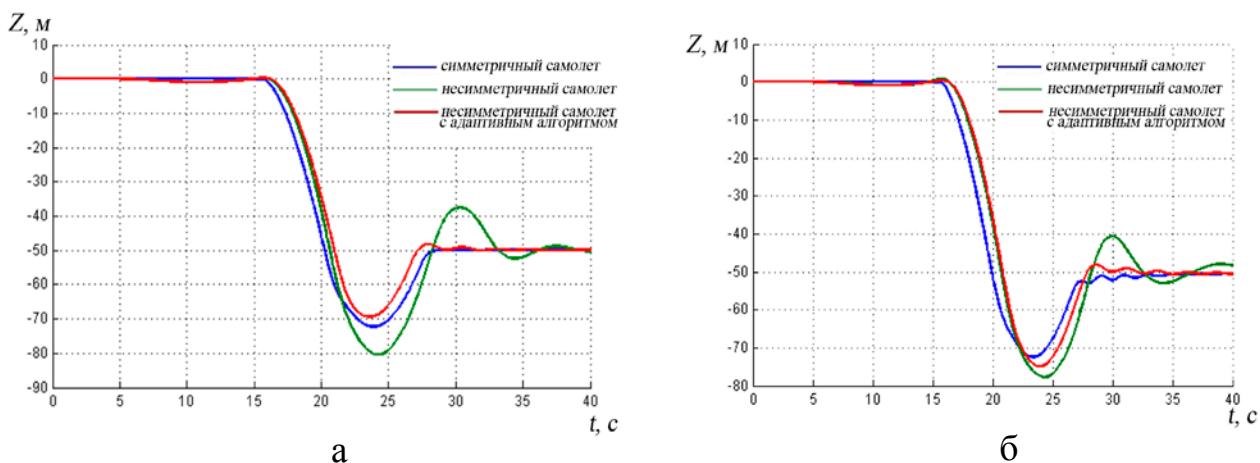 Z, м
10
0
-10
-20
-30
-40
-50
-60
-70
-80
-90
0 5 10 15 20 25 30 35 40
t, с
симметричный самолет
несимметричный самолет
несимметричный самолет
с адаптивным алгоритмом
а
Z, м
10
0
-10
-20
-30
-40
-50
-60
-70
-80
0 5 10 15 20 25 30 35 40
t, с
симметричный самолет
несимметричный самолет
несимметричный самолет
с адаптивным алгоритмом
б